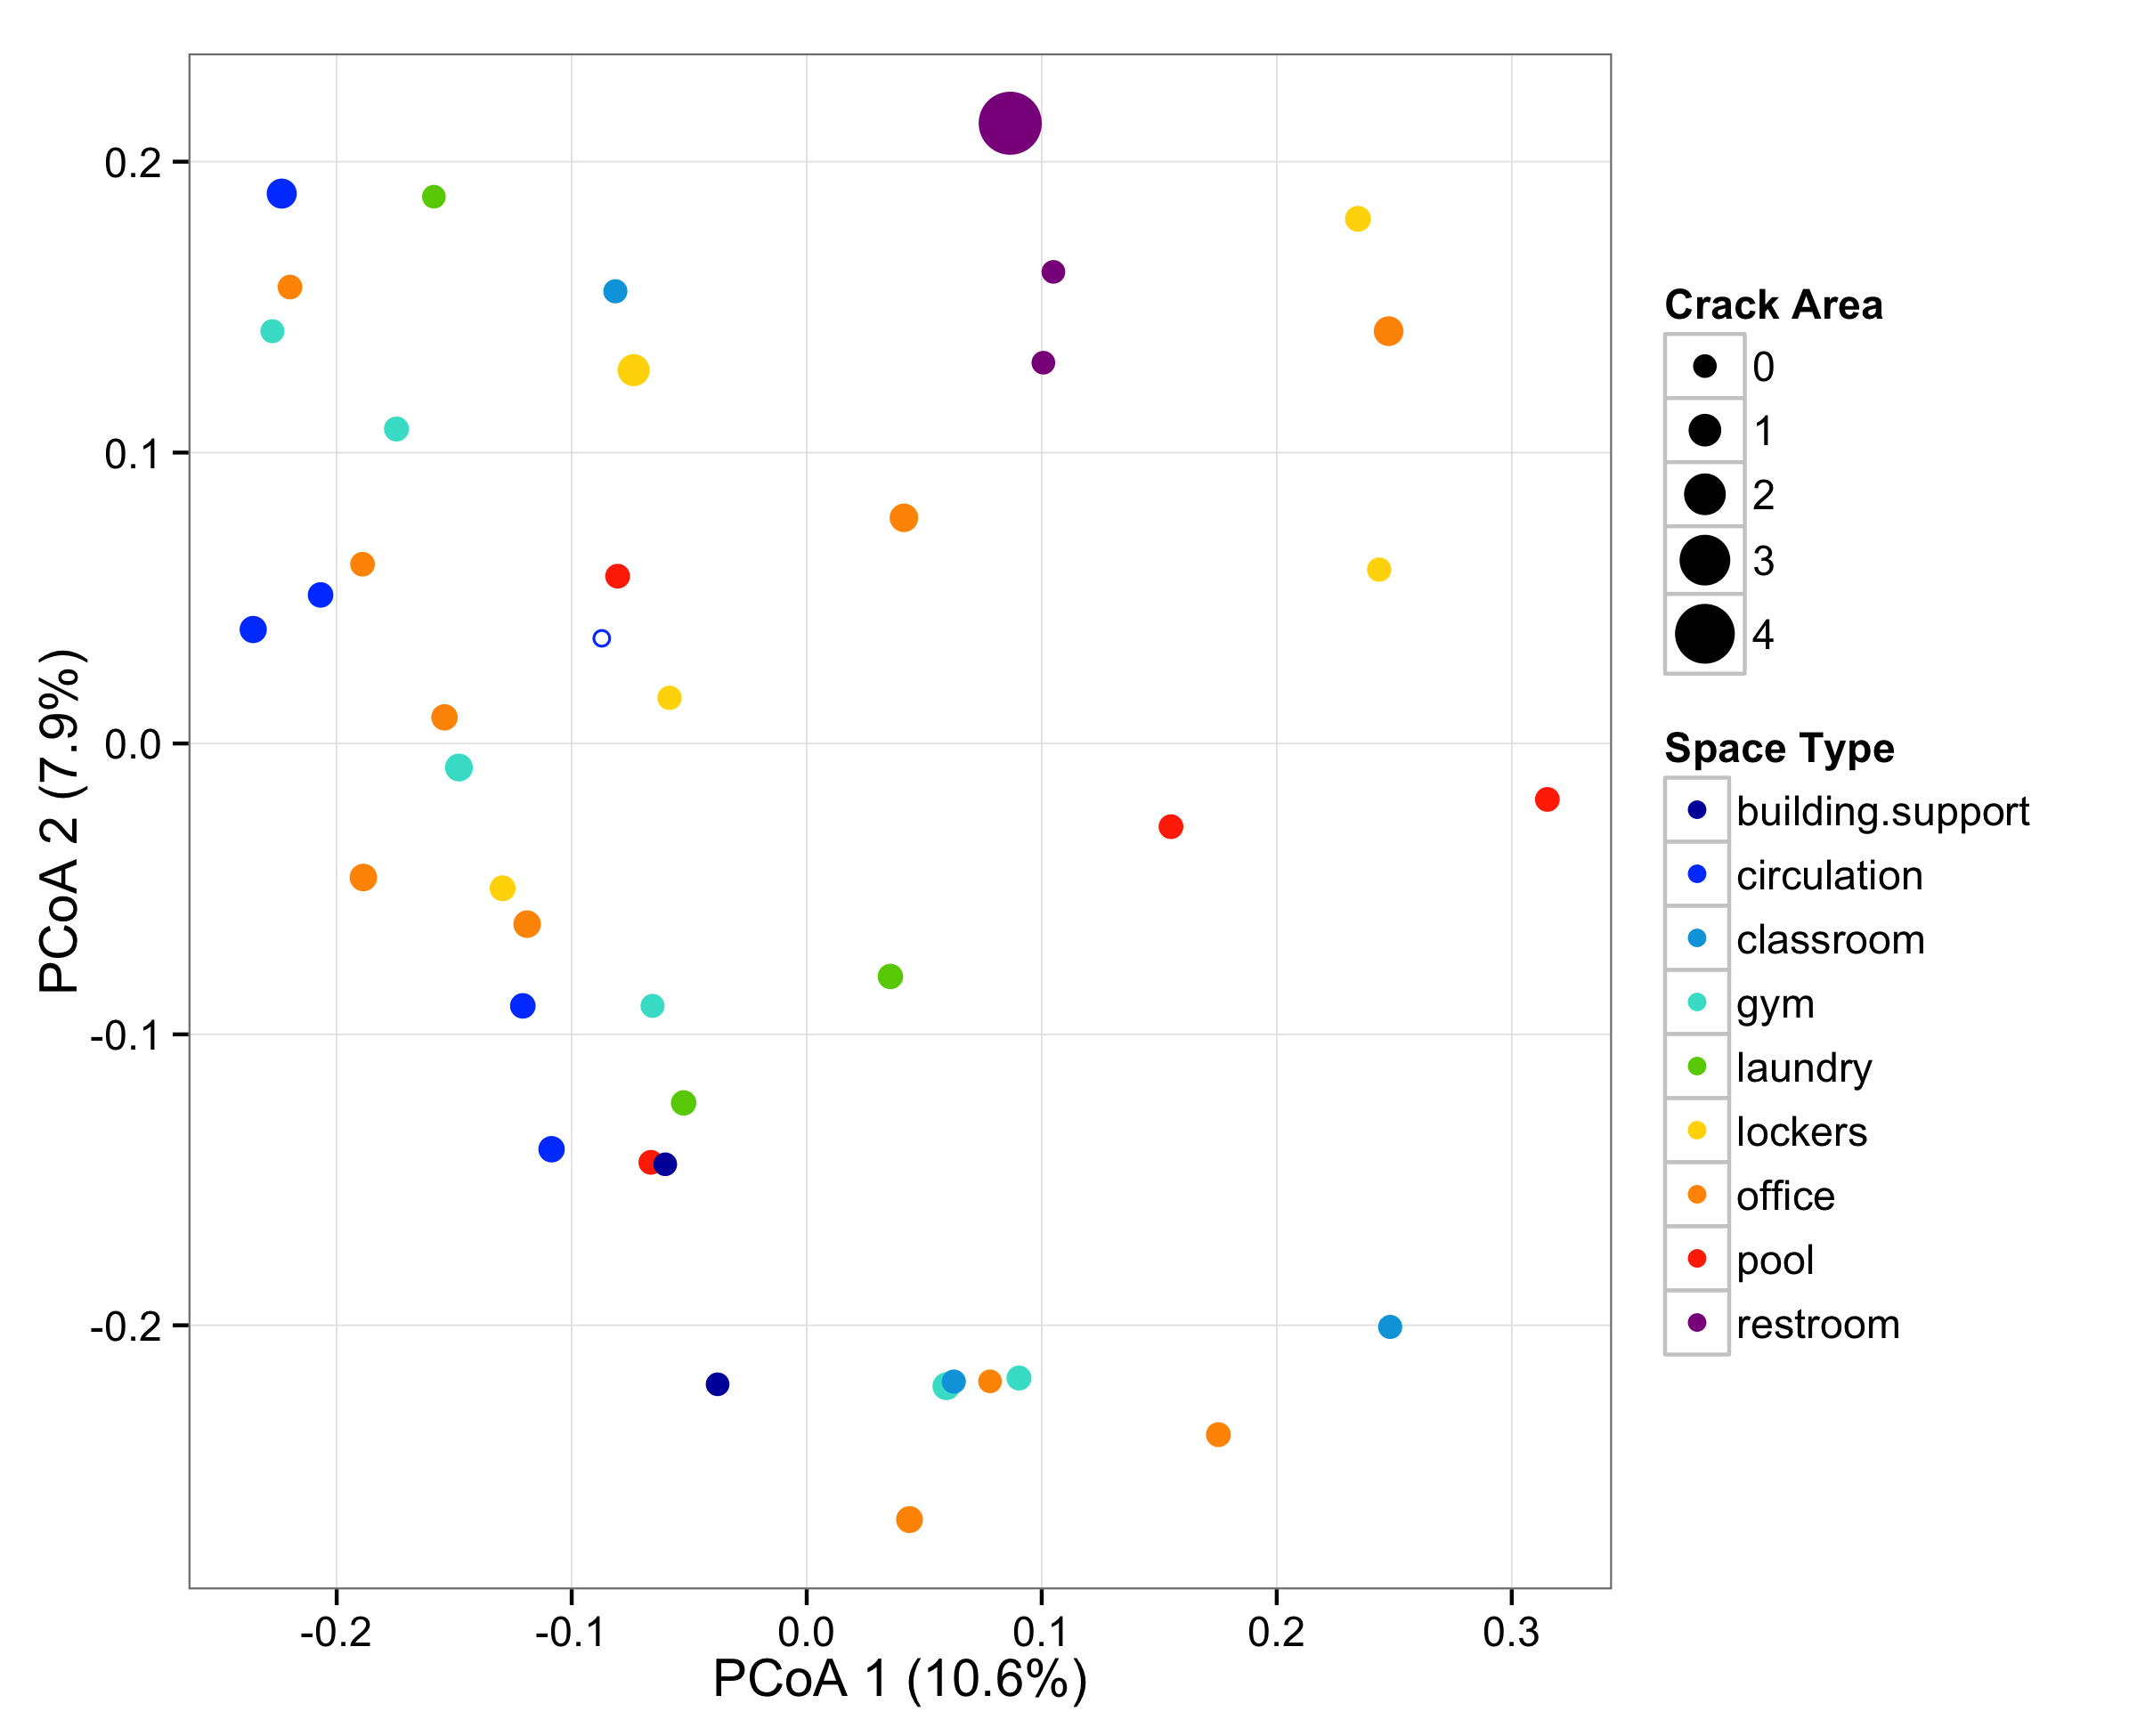 0.2
0.1
0.0
-0.1
-0.2
PCoA 2 (7.9%)
-0.2 -0.1 0.0 0.1 0.2 0.3
PCoA 1 (10.6%)
Crack Area
0
1
2
3
4
Space Type
building.support
circulation
classroom
gym
laundry
lockers
office
pool
restroom